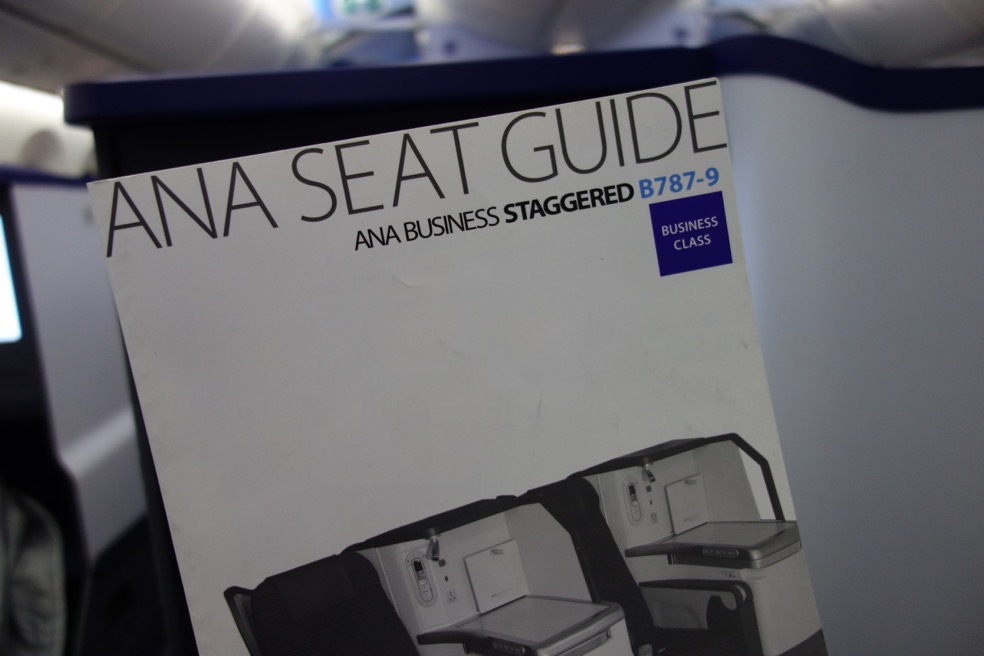 ANA SEAT GUIDE
ANA BUSINESS STAGGERED B787-9
BUSINESS
CLASS